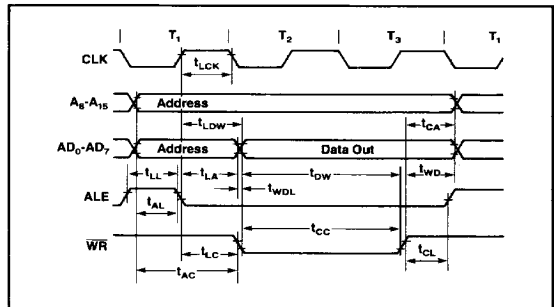 T1 T2 T3 T1
CLK
tLCK
A8-A15 Address
tLDW tCA
AD0-AD7 Address Data Out
tLL tLA tDW tWD
tWDL
ALE
tAL
tCC
WR
tLC tCL
tAC